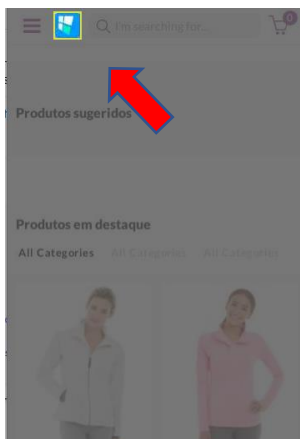 I'm searching for...
0
Produtos sugeridos
Produtos em destaque
All Categories All Categories All Categories